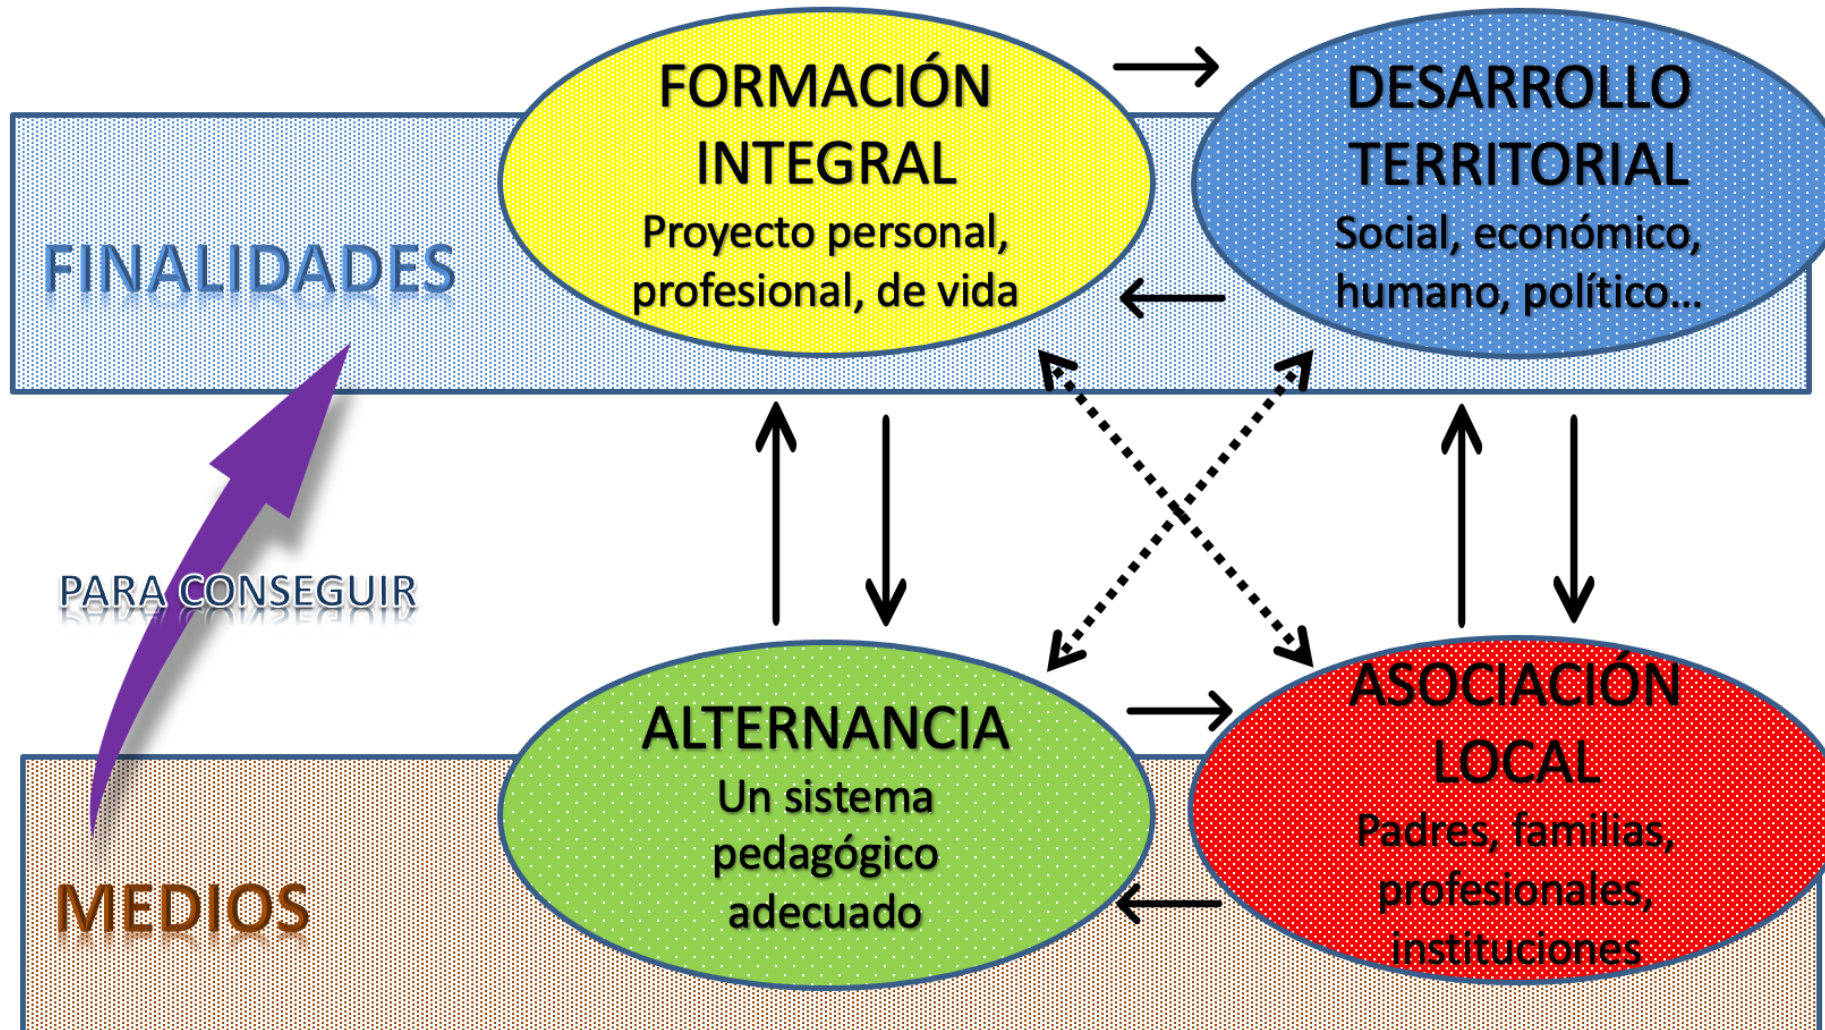 FORMACIÓN
INTEGRAL
Proyecto personal,
profesional, de vida
DESARROLLO
TERRITORIAL
Social, económico,
humano, político...
FINALIDADES
PARA CONSEGUIR
ALTERNANCIA
Un sistema
pedagógico
adecuado
ASOCIACIÓN
LOCAL
Padres, familias,
profesionales,
instituciones
MEDIOS